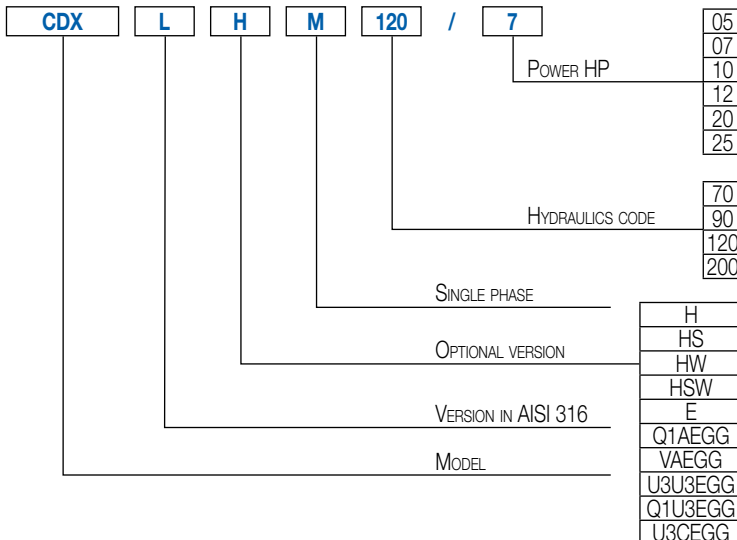 CDX L H M 120 / 7
05
07
Power HP 10
12
20
25
70
Hydraulics code 90
120
200
Single phase
H
HS
Optional version HW
HSW
Version in AISI 316 E
Q1AEGG
Model VAEGG
U3U3EGG
Q1U3EGG
U3CEGG